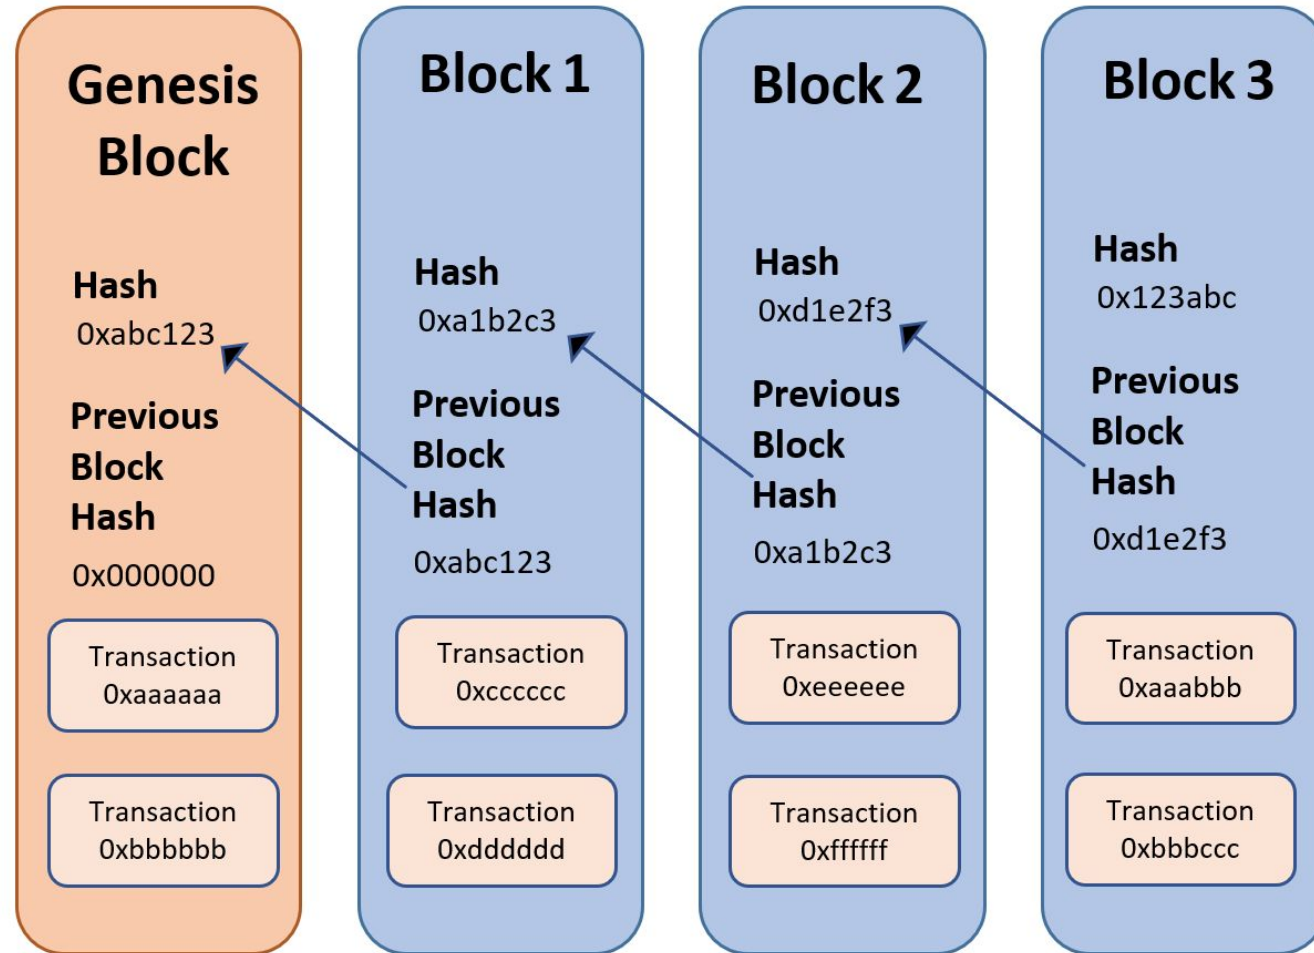 Genesis
Block
Hash
0xabc123
Previous
Block
Hash
0x000000
Transaction
0xaaaaaa
Transaction
0xbbbbbb
Block 1
Hash
0xa1b2c3
Previous
Block
Hash
0xabc123
Transaction
0xcccccc
Transaction
0xdddddd
Block 2
Hash
0xd1e2f3
Previous
Block
Hash
0xa1b2c3
Transaction
0xeeeeee
Transaction
0xffffff
Block 3
Hash
0x123abc
Previous
Block
Hash
0xd1e2f3
Transaction
0xaaabbb
Transaction
0xbbbccc